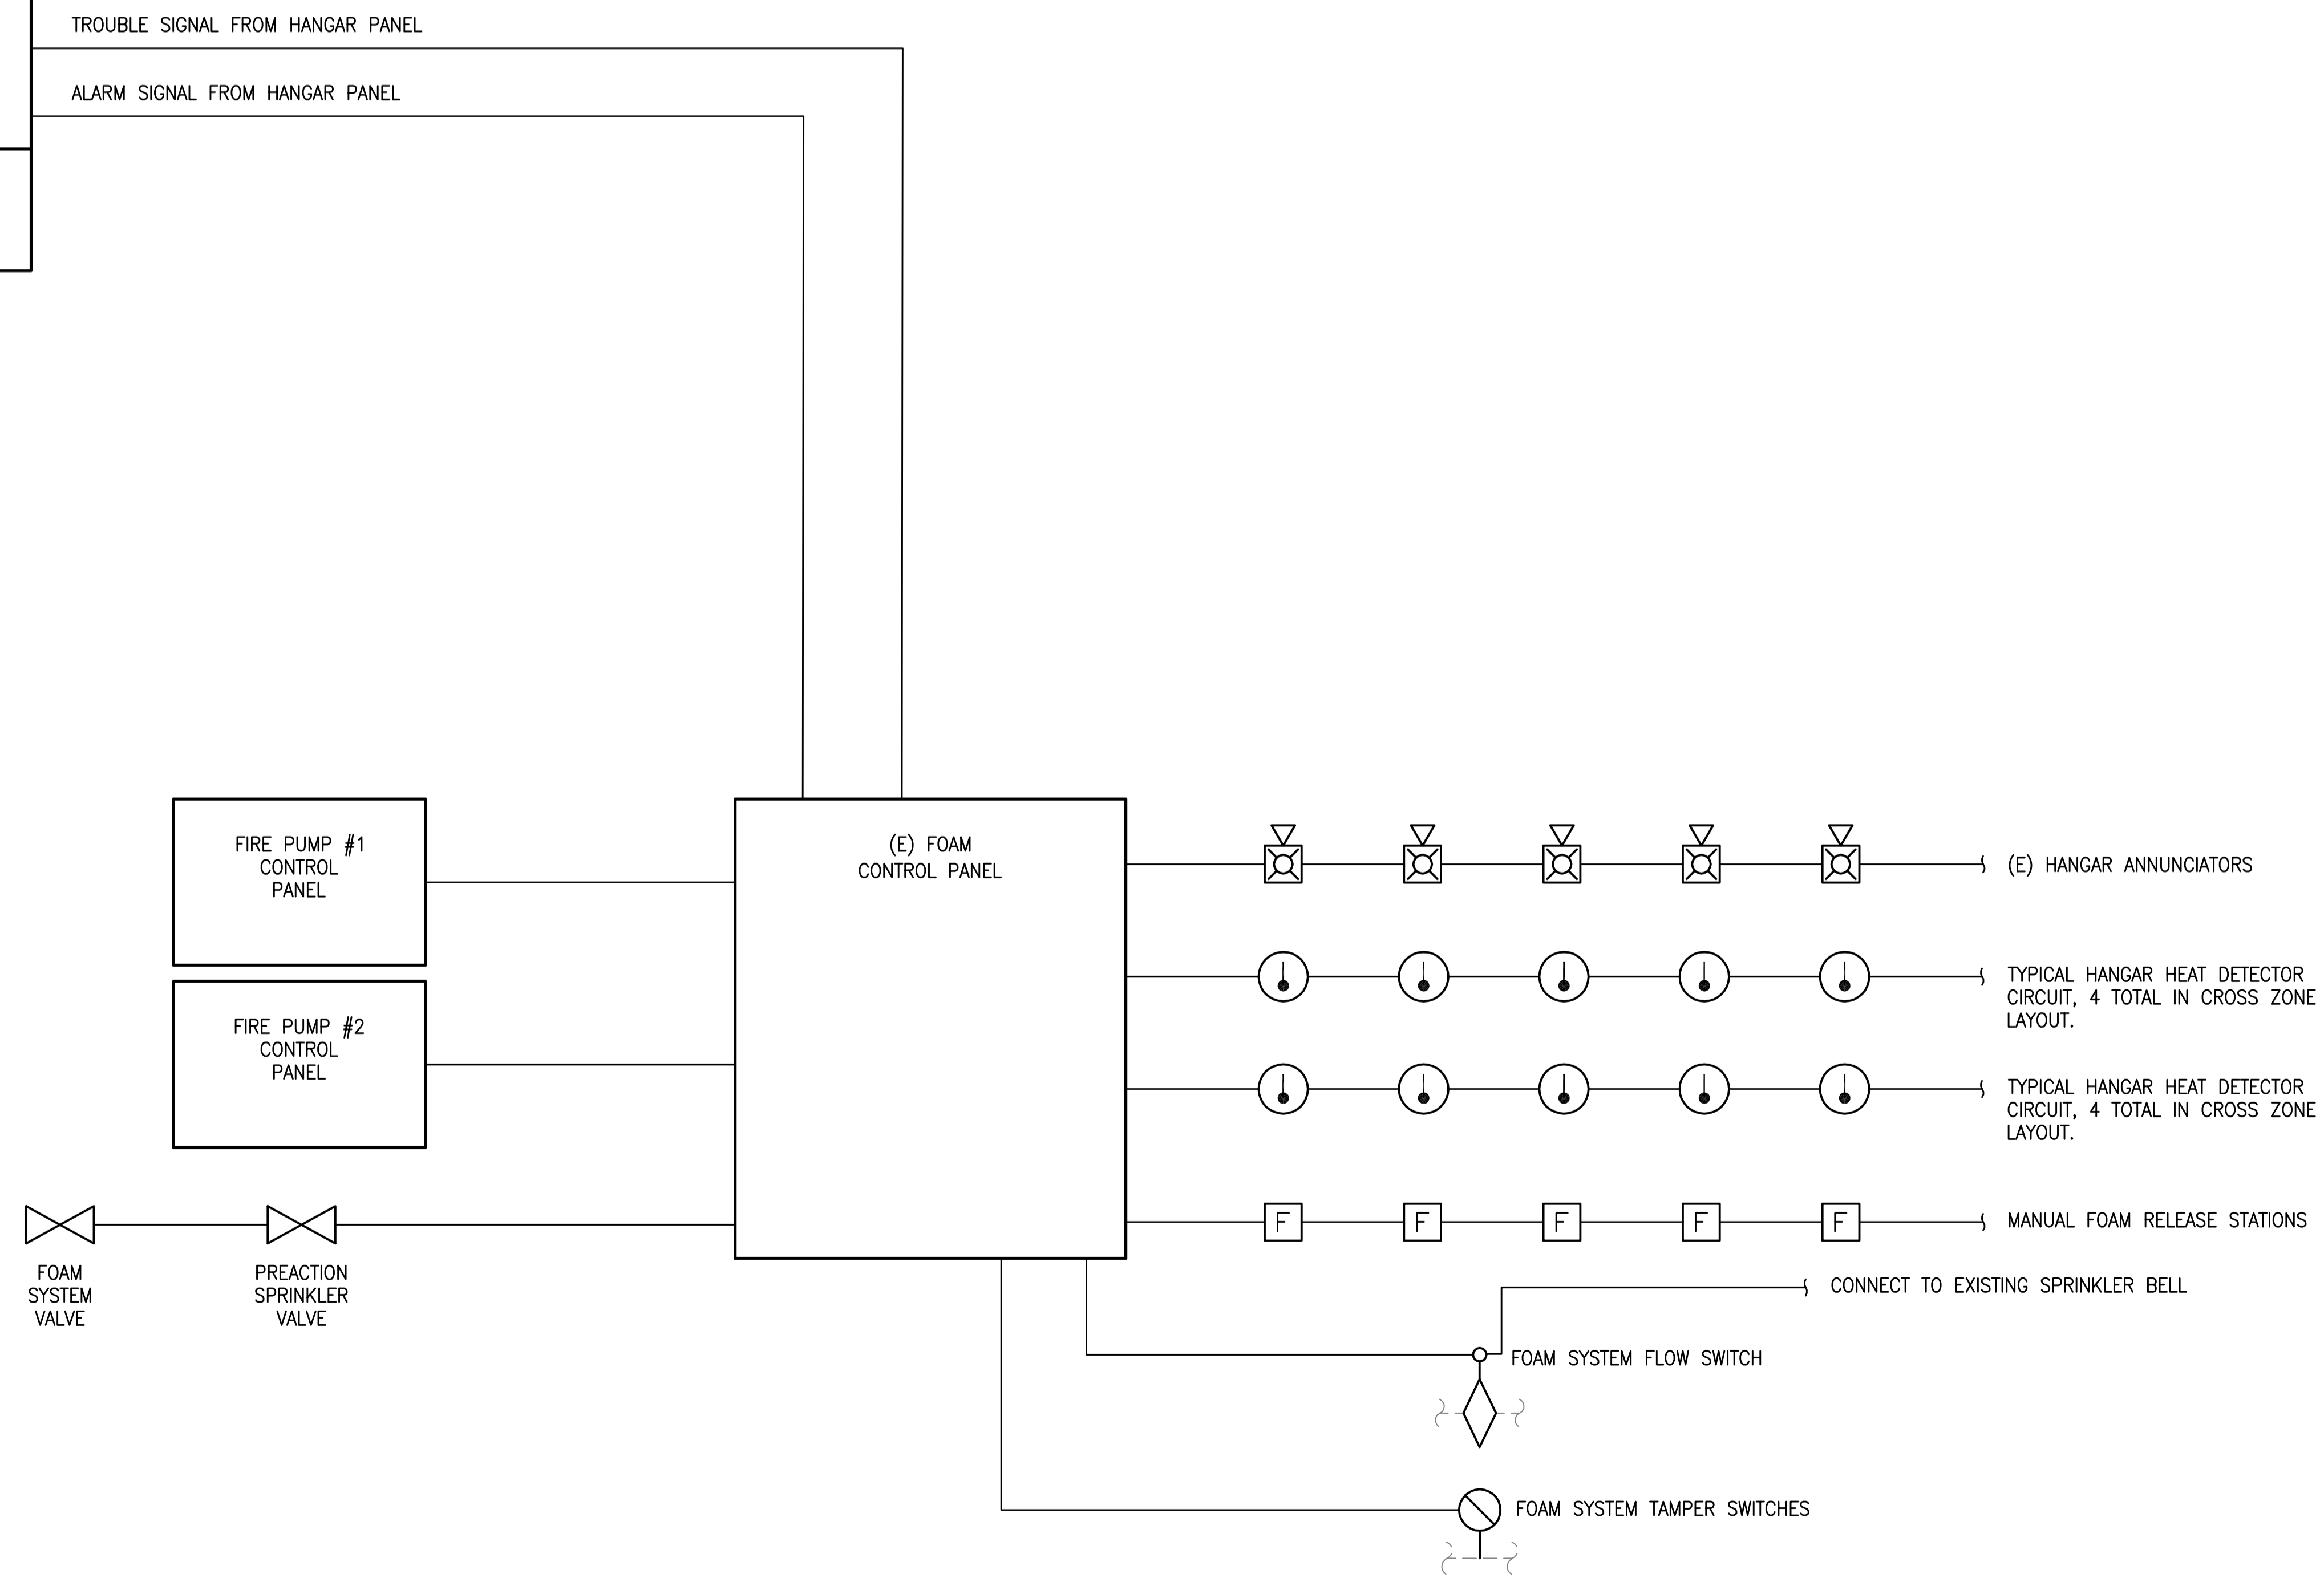 TROUBLE SIGNAL FROM HANGAR PANEL
ALARM SIGNAL FROM HANGAR PANEL
FIRE PUMP #1
CONTROL
PANEL
(E) FOAM
CONTROL PANEL
(E) HANGAR ANNUNCIATORS
TYPICAL HANGAR HEAT DETECTOR
CIRCUIT, 4 TOTAL IN CROSS ZONE
LAYOUT.
FIRE PUMP #2
CONTROL
PANEL
TYPICAL HANGAR HEAT DETECTOR
CIRCUIT, 4 TOTAL IN CROSS ZONE
LAYOUT.
F F F F F
MANUAL FOAM RELEASE STATIONS
FOAM
SYSTEM
VALVE
PREACTION
SPRINKLER
VALVE
CONNECT TO EXISTING SPRINKLER BELL
FOAM SYSTEM FLOW SWITCH
FOAM SYSTEM TAMPER SWITCHES